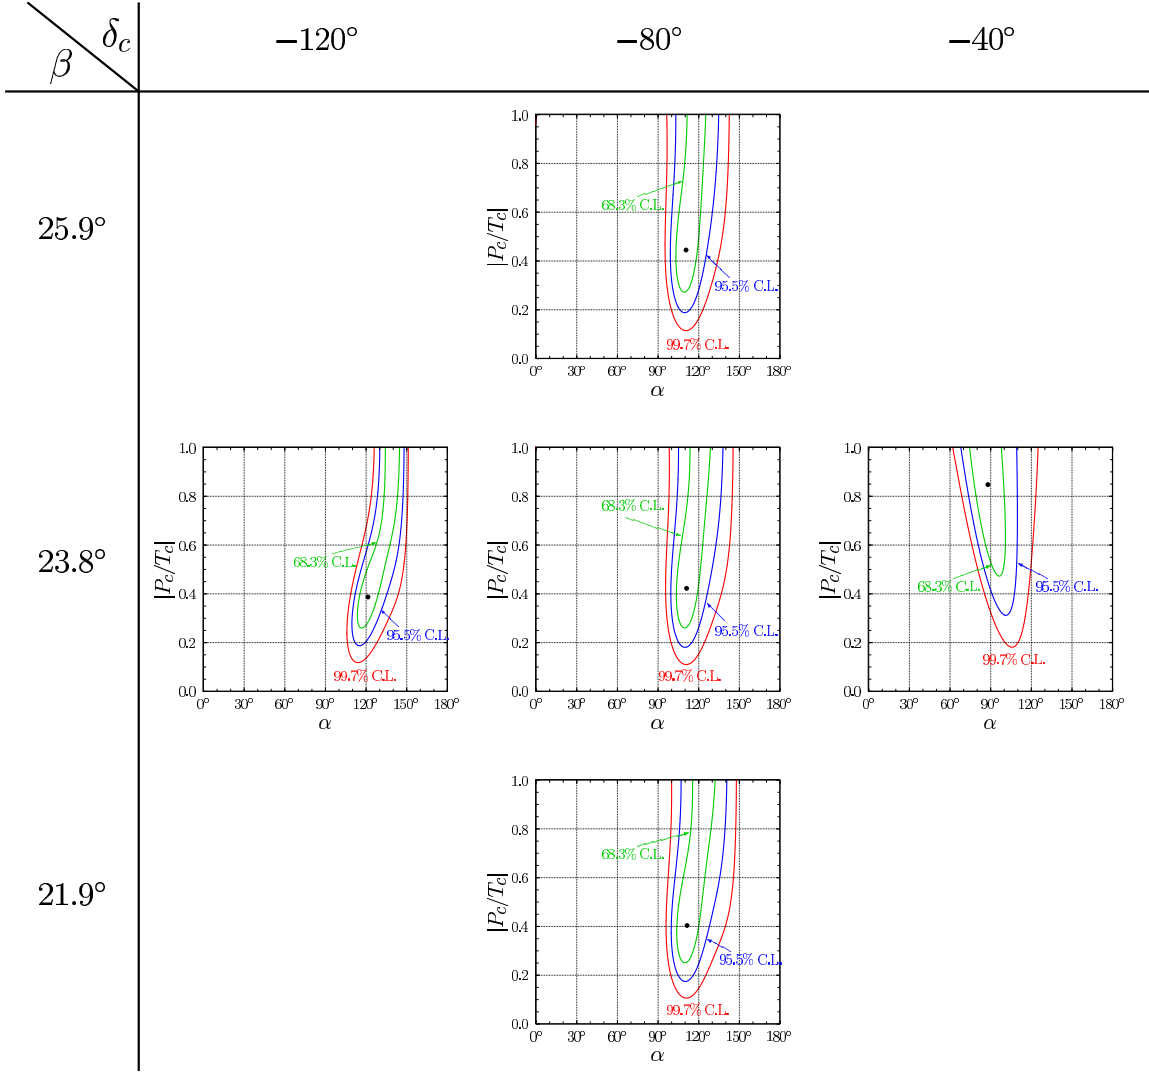 δc −120° −80° −40°
β
25.9°
1.0
0.8
68.3% C.L.
0.6
|Pc/Tc|
0.4
95.5% C.L.
0.2
99.7% C.L.
0.0
0° 30° 60° 90° 120° 150° 180°
α
23.8°
1.0
0.8
0.6
68.3% C.L.
|Pc/Tc|
0.4
95.5% C.L.
0.2
99.7% C.L.
0.0
0° 30° 60° 90° 120° 150° 180°
α
1.0
0.8
68.3% C.L.
0.6
|Pc/Tc|
0.4
95.5% C.L.
0.2
99.7% C.L.
0.0
0° 30° 60° 90° 120° 150° 180°
α
1.0
0.8
0.6
|Pc/Tc|
68.3% C.L.
95.5% C.L.
0.4
0.2
99.7% C.L.
0.0
0° 30° 60° 90° 120° 150° 180°
α
21.9°
1.0
0.8
68.3% C.L.
0.6
|Pc/Tc|
0.4
95.5% C.L.
0.2
99.7% C.L.
0.0
0° 30° 60° 90° 120° 150° 180°
α